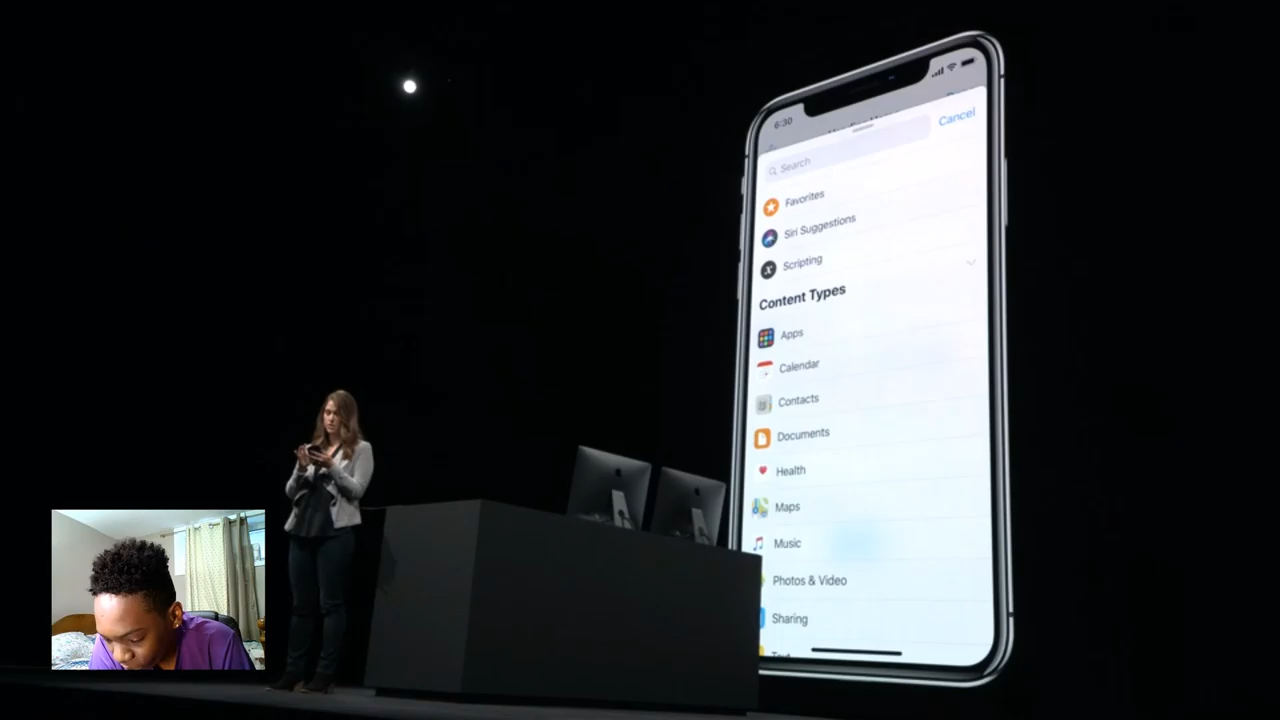 6:30
Cancel
Search
Favorites
Siri Suggestions
Scripting
Content Types
Apps
Calendar
Contacts
Documents
Health
Maps
Music
Photos & Video
Sharing